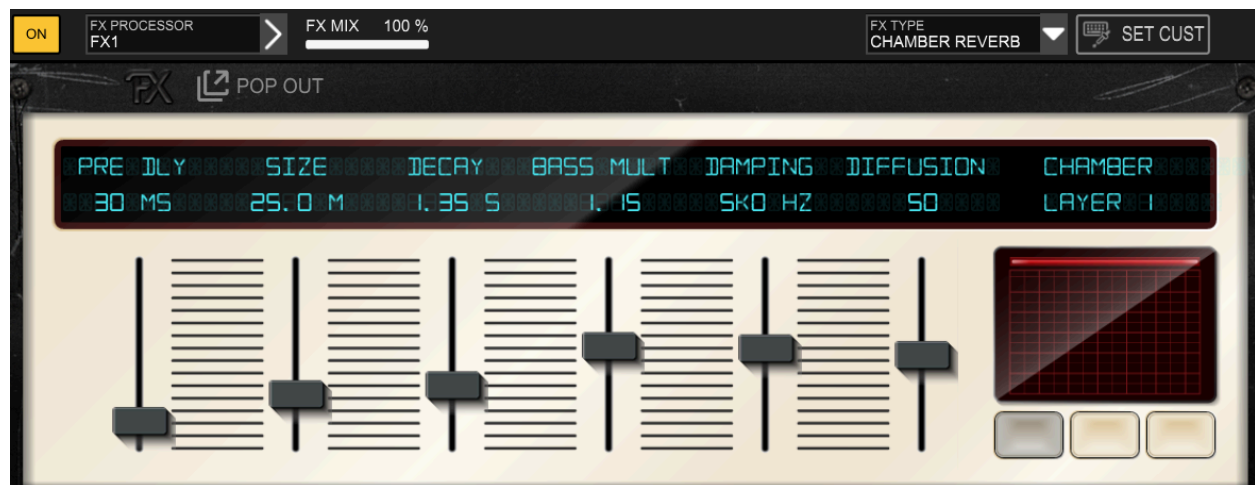 ON
FX PROCESSOR
FX1
FX MIX 100 %
FX TYPE
CHAMBER REVERB
SET CUST
FX
POP OUT
PRE DLY SIZE DECAY BASS MULT DAMPING DIFFUSION CHAMBER
30 MS 25.0 M 1.35 S 1.15 5K0 HZ 50 LAYER 1